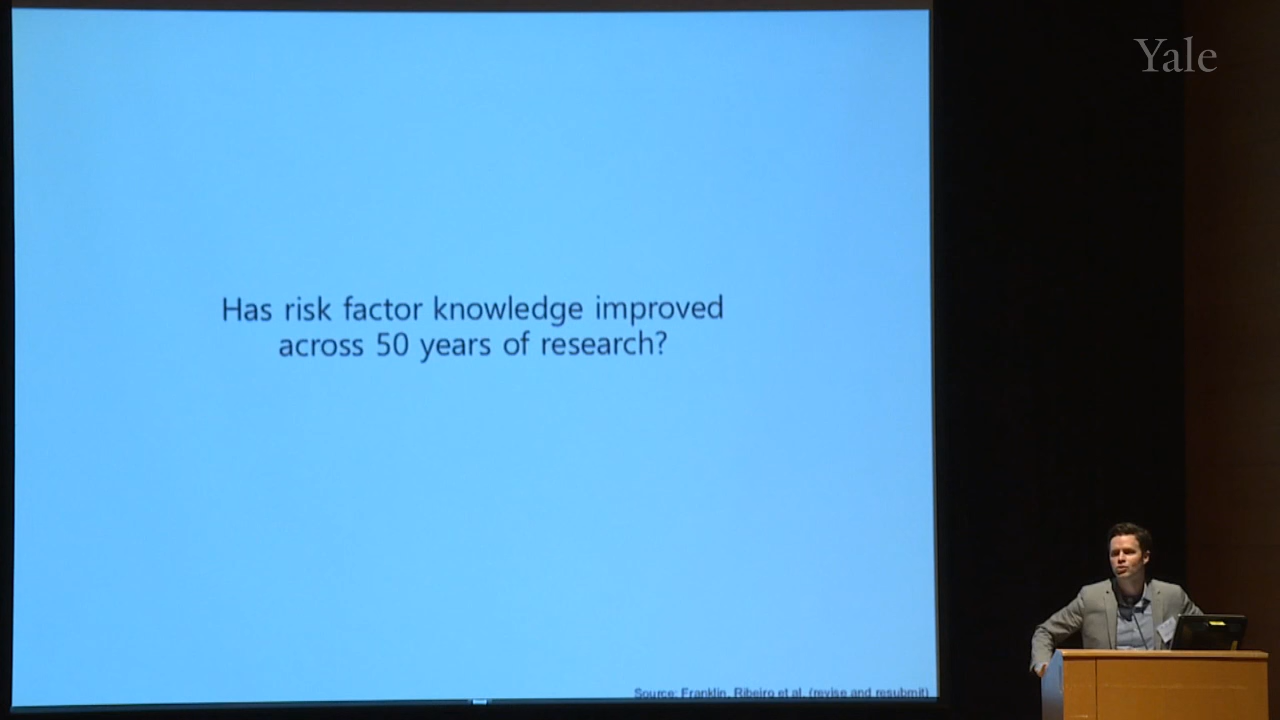 Yale
Has risk factor knowledge improved
across 50 years of research?
Source: Franklin, Ribeiro et al. (revise and resubmit)